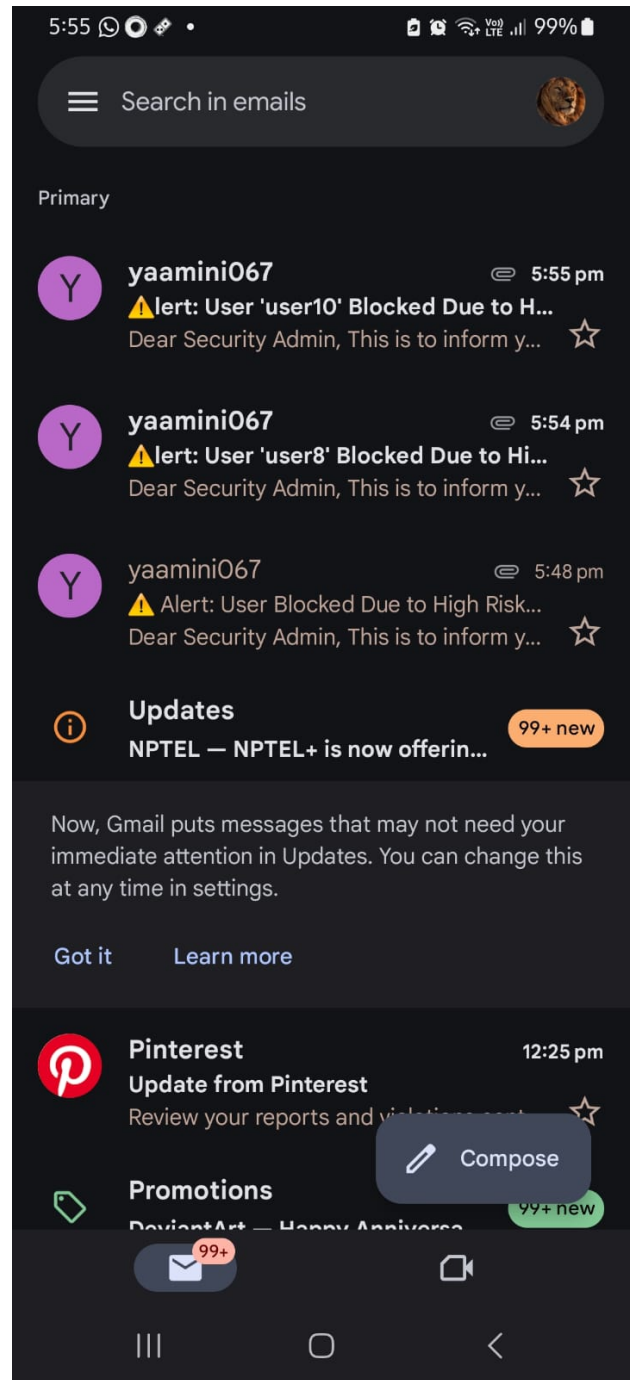 5:55 Vo)) LTE 99%
Search in emails
Primary
Y yaamini067 5:55 pm
⚠️lert: User 'user10' Blocked Due to H...
Dear Security Admin, This is to inform y...
Y yaamini067 5:54 pm
⚠️lert: User 'user8' Blocked Due to Hi...
Dear Security Admin, This is to inform y...
Y yaamini067 5:48 pm
⚠️ Alert: User Blocked Due to High Risk...
Dear Security Admin, This is to inform y...
Updates 99+ new
NPTEL — NPTEL+ is now offerin...
Now, Gmail puts messages that may not need your
immediate attention in Updates. You can change this
at any time in settings.
Got it Learn more
Pinterest 12:25 pm
Update from Pinterest
Review your reports and
Compose
Promotions 99+ new
DeviantArt — Happy Anniversa
99+